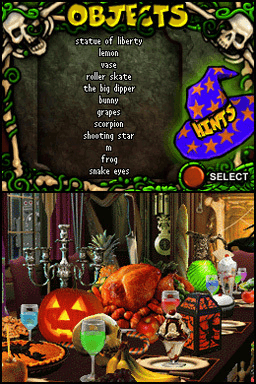 OBJECTS
statue of liberty
lemon
vase
roller skate
the big dipper
bunny
grapes
scorpion
shooting star
m
frog
snake eyes
HINTS
SELECT